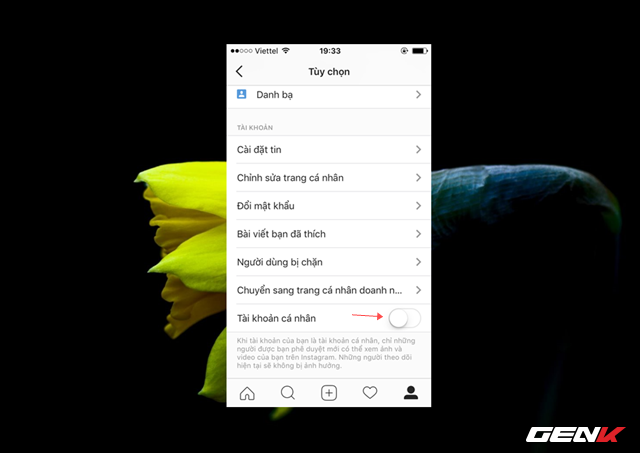 Viettel 19:33
Tùy chọn
Danh bạ
TÀI KHOẢN
Cài đặt tin
Chỉnh sửa trang cá nhân
Đổi mật khẩu
Bài viết bạn đã thích
Người dùng bị chặn
Chuyển sang trang cá nhân doanh n...
Tài khoản cá nhân
Khi tài khoản của bạn là tài khoản cá nhân, chỉ những
người được bạn phê duyệt mới có thể xem ảnh và
video của bạn trên Instagram. Những người theo dõi
hiện tại sẽ không bị ảnh hưởng.
GENK